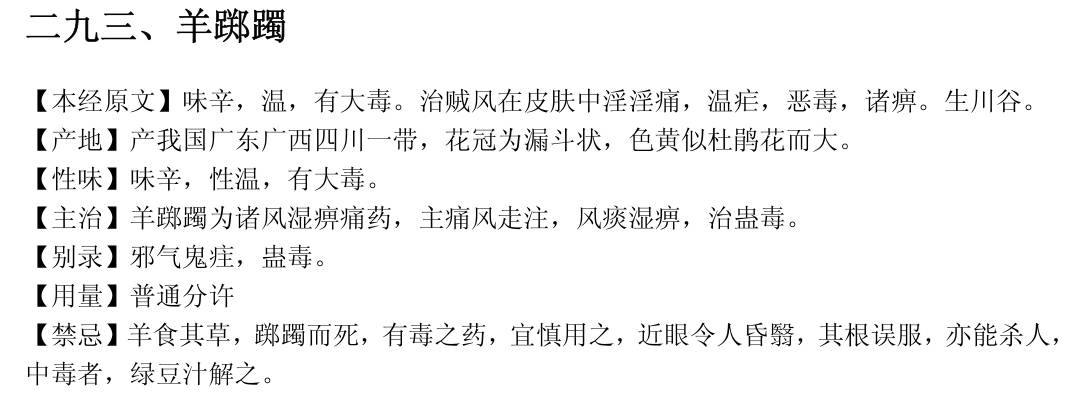 二九三、羊踯躅
【本经原文】味辛，温，有大毒。治贼风在皮肤中淫淫痛，温疟，恶毒，诸痹。生川谷。
【产地】产我国广东广西四川一带，花冠为漏斗状，色黄似杜鹃花而大。
【性味】味辛，性温，有大毒。
【主治】羊踯躅为诸风湿痹痛药，主痛风走注，风痰湿痹，治蛊毒。
【别录】邪气鬼疰，蛊毒。
【用量】普通分许
【禁忌】羊食其草，踯躅而死，有毒之药，宜慎用之，近眼令人昏翳，其根误服，亦能杀人，
中毒者，绿豆汁解之。